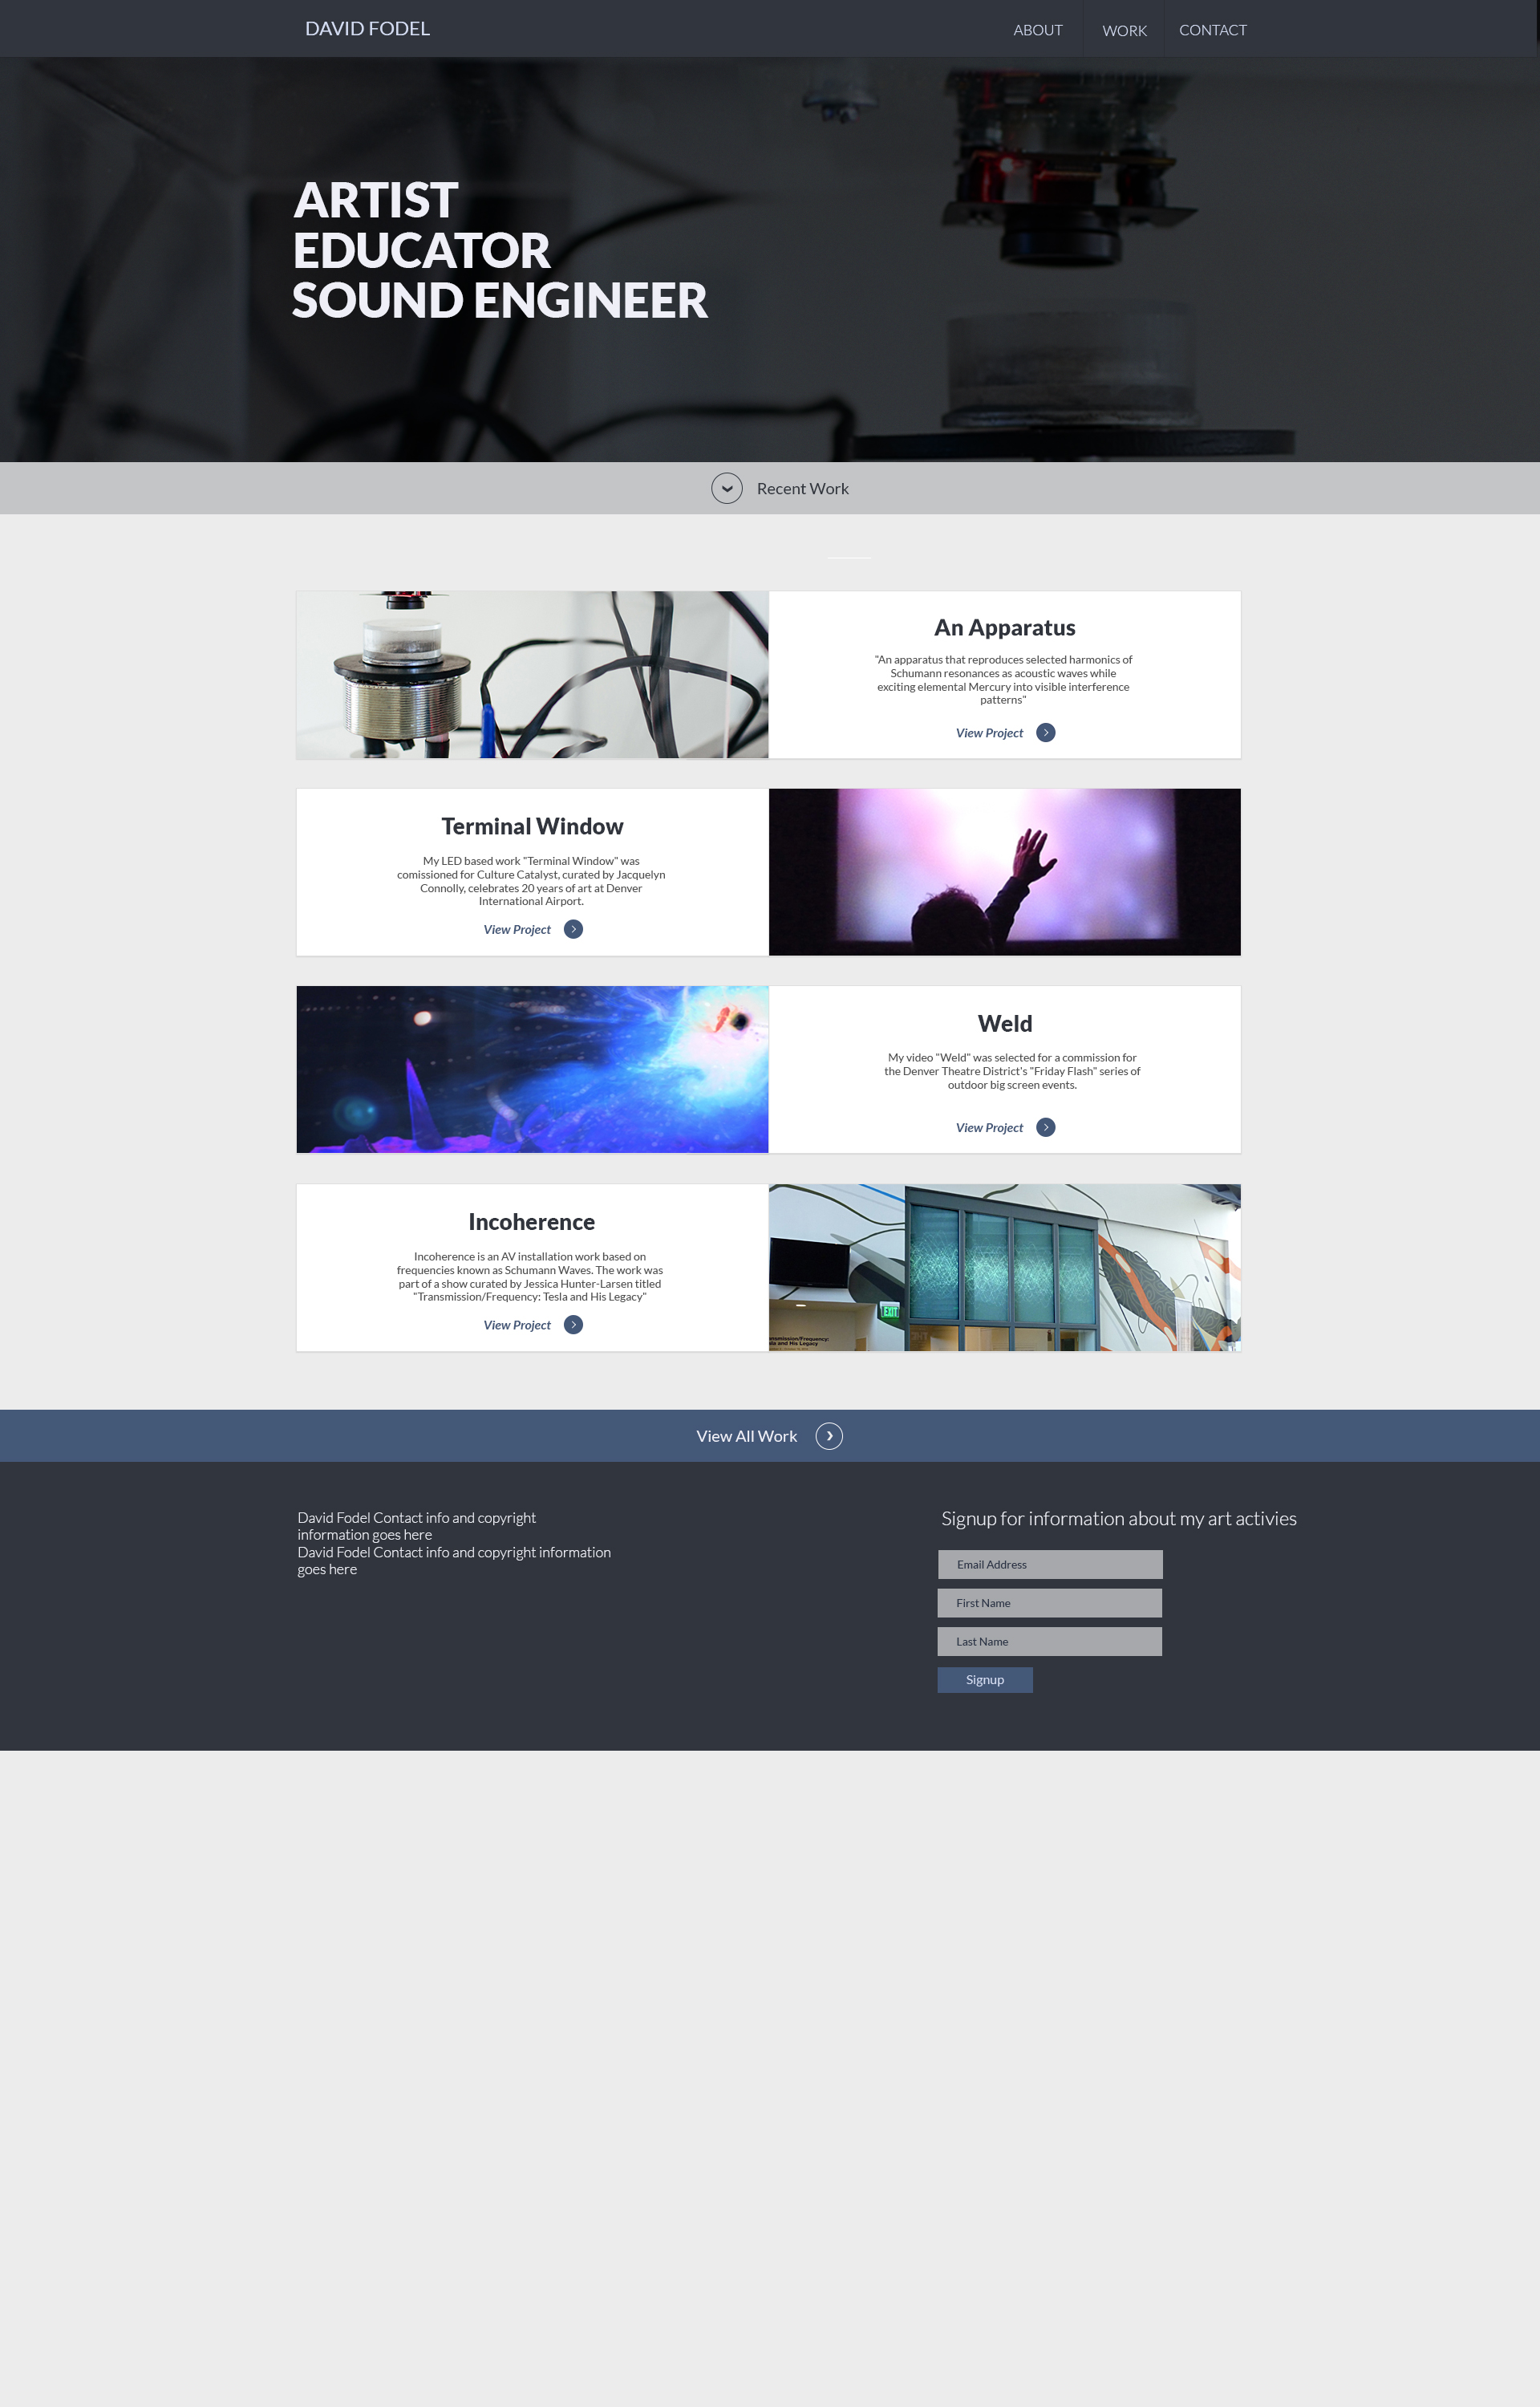 DAVID FODEL
ABOUT
WORK
CONTACT
ARTIST
EDUCATOR
SOUND ENGINEER
Recent Work
An Apparatus
"An apparatus that reproduces selected harmonics of
Schumann resonances as acoustic waves while
exciting elemental Mercury into visible interference
patterns"
View Project
Terminal Window
My LED based work "Terminal Window" was
comissioned for Culture Catalyst, curated by Jacquelyn
Connolly, celebrates 20 years of art at Denver
International Airport.
View Project
Weld
My video "Weld" was selected for a commission for
the Denver Theatre District's "Friday Flash" series of
outdoor big screen events.
View Project
Incoherence
Incoherence is an AV installation work based on
frequencies known as Schumann Waves. The work was
part of a show curated by Jessica Hunter-Larsen titled
"Transmission/Frequency: Tesla and His Legacy"
View Project
EXIT
View All Work
David Fodel Contact info and copyright
information goes here
David Fodel Contact info and copyright information
goes here
Signup for information about my art activies
Email Address
First Name
Last Name
Signup